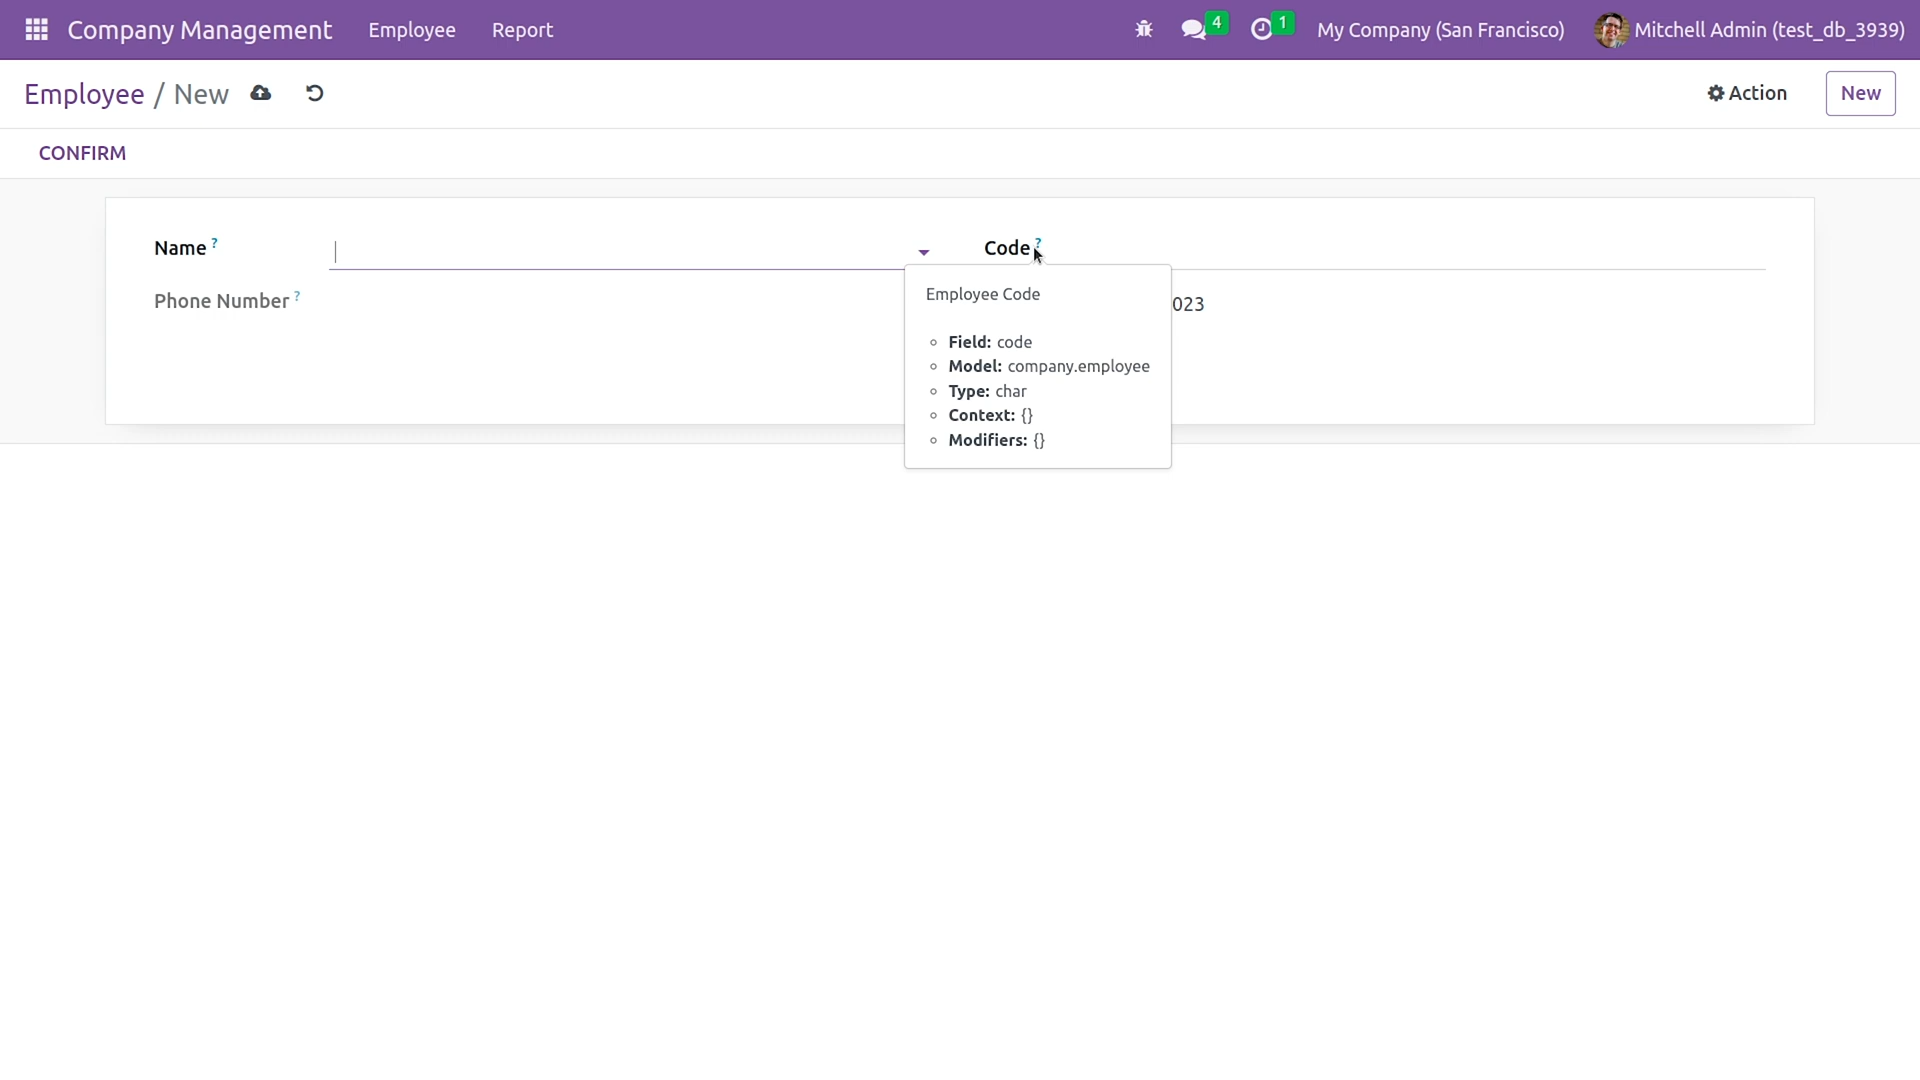 Company Management Employee Report 4 1 My Company (San Francisco) Mitchell Admin (test_db_3939)
Employee / New Action New
CONFIRM
Name ? Code ?
Phone Number ? 023
Employee Code
Field: code
Model: company.employee
Type: char
Context: {}
Modifiers: {}